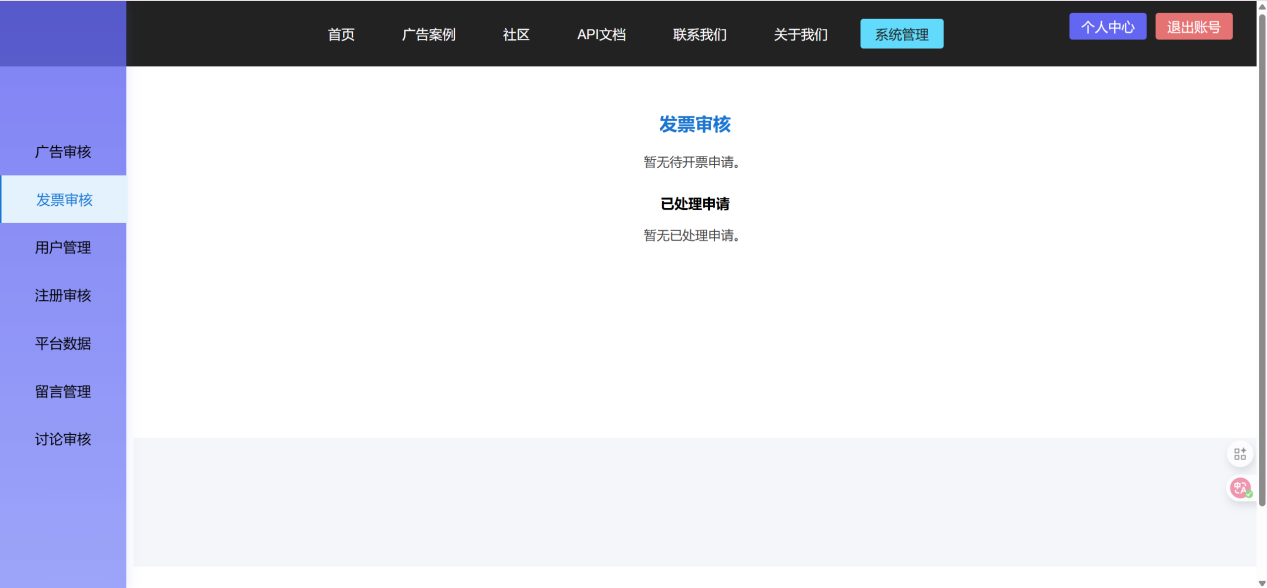 首页 广告案例 社区 API文档 联系我们 关于我们 系统管理 个人中心 退出账号
广告审核
发票审核
用户管理
注册审核
平台数据
留言管理
讨论审核
发票审核
暂无待开票申请。
已处理申请
暂无已处理申请。